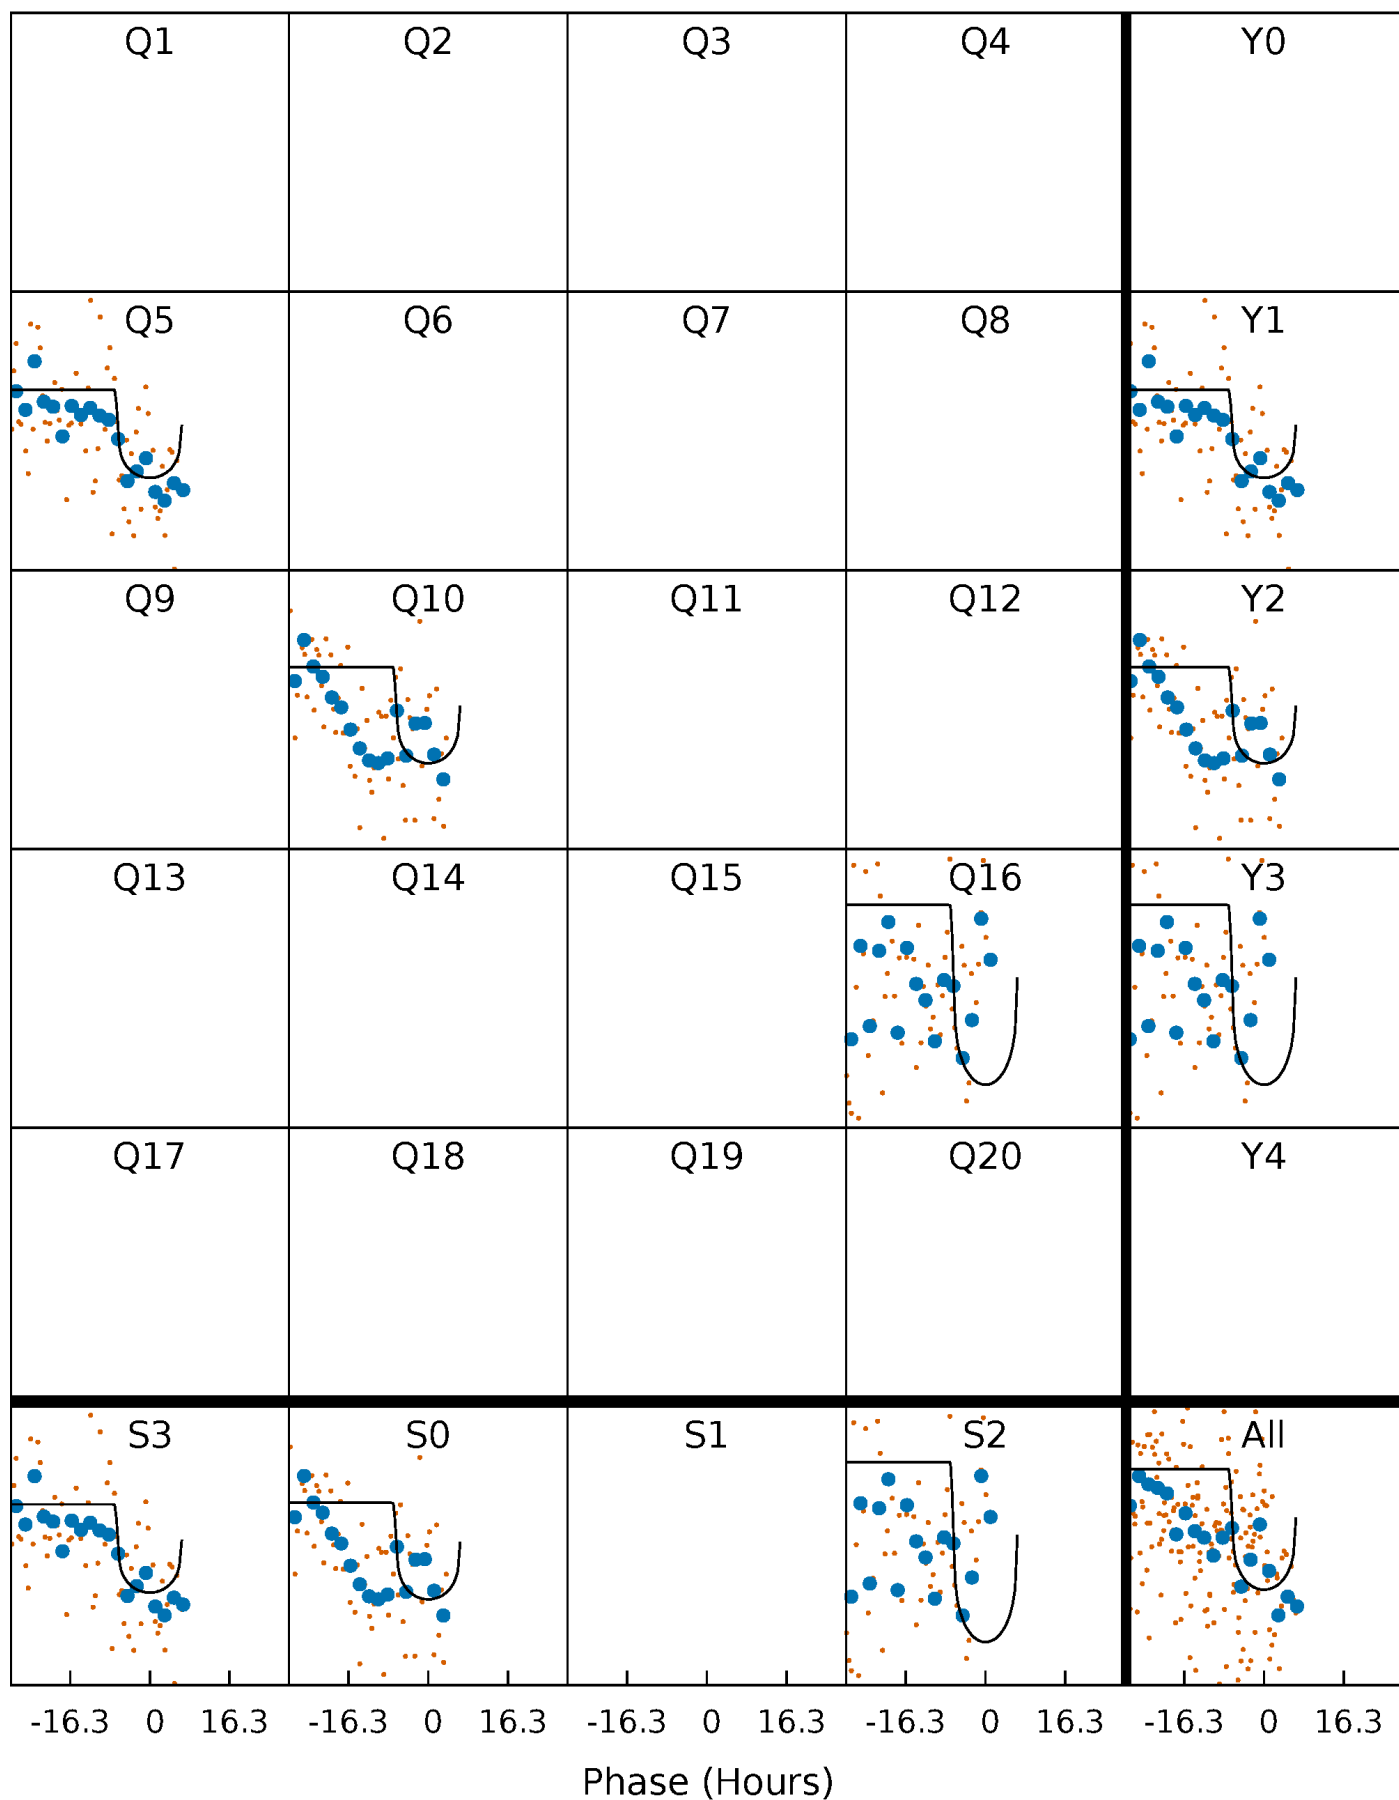 Q1 Q2 Q3 Q4 Y0
Q5 Q6 Q7 Q8 Y1
Q9 Q10 Q11 Q12 Y2
Q13 Q14 Q15 Q16 Y3
Q17 Q18 Q19 Q20 Y4
S3 S0 S1 S2 All
-16.3 0 16.3 -16.3 0 16.3 -16.3 0 16.3 -16.3 0 16.3 -16.3 0 16.3
Phase (Hours)